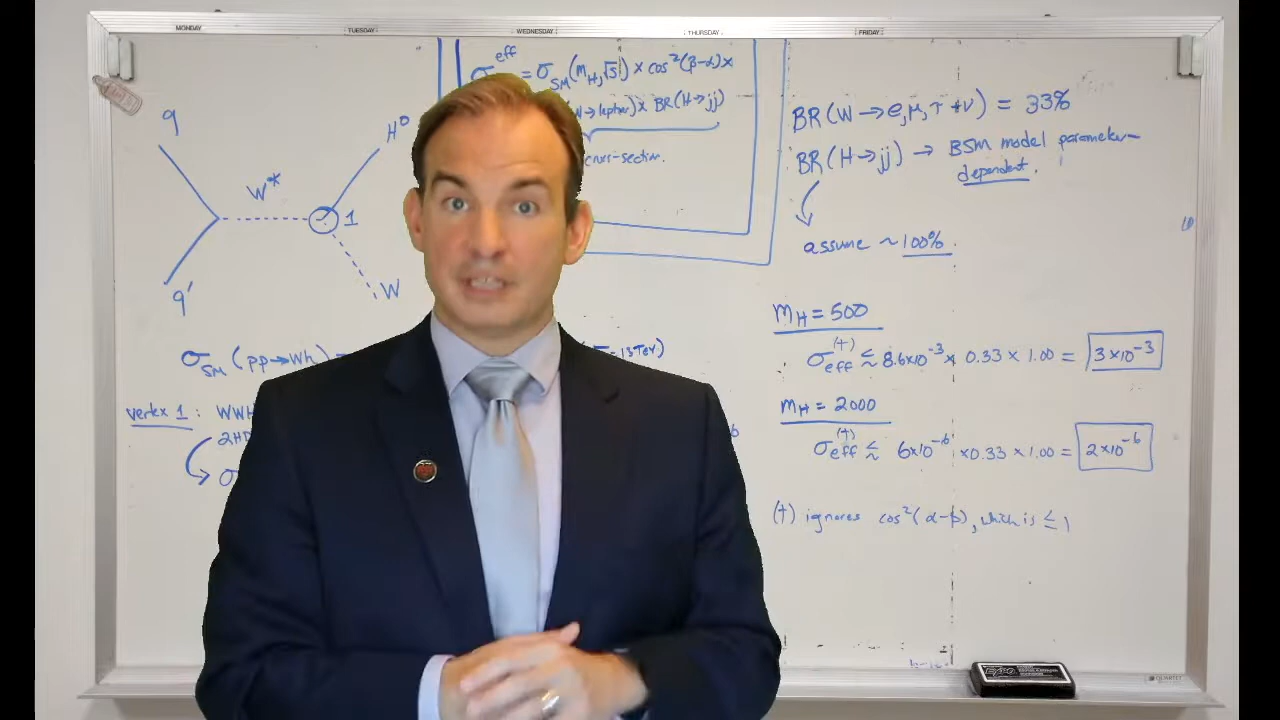 MONDAY TUESDAY WEDNESDAY THURSDAY FRIDAY
σ^eff = σ_SM(m_H, √s) × cos²(β-α) ×
→ lepton) × BR(H→jj)
cross-section.
q
W*
H⁰
1
q'
W
σ_SM (pp→Wh)
=13TeV)
vertex 1 : WWH
2HD
σ
BR(W→e,μ,τ +ν) = 33%
BR(H→jj) → BSM model parameter-
dependent.
assume ~100%.
m_H = 500
σ_eff^(†) ≲ 8.6×10⁻³ × 0.33 × 1.00 = 3×10⁻³
m_H = 2000
σ_eff^(†) ≲ 6×10⁻⁶ ×0.33 × 1.00 = 2×10⁻⁶
(†) ignores cos²(α-β), which is ≤ 1
EXPO
QUARTET